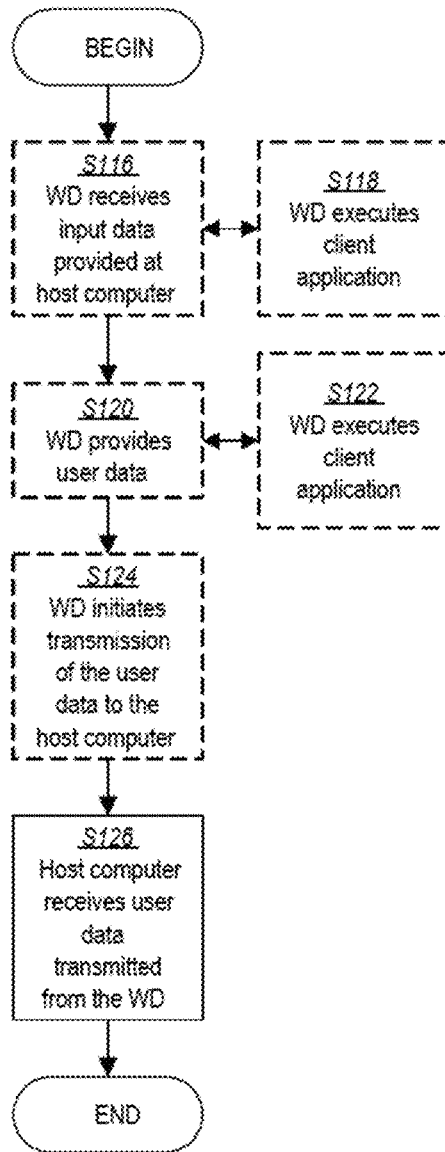 BEGIN
S116
WD receives
input data
provided at
host computer
S118
WD executes
client
application
S120
WD provides
user data
S122
WD executes
client
application
S124
WD initiates
transmission
of the user
data to the
host computer
S126
Host computer
receives user
data
transmitted
from the WD
END